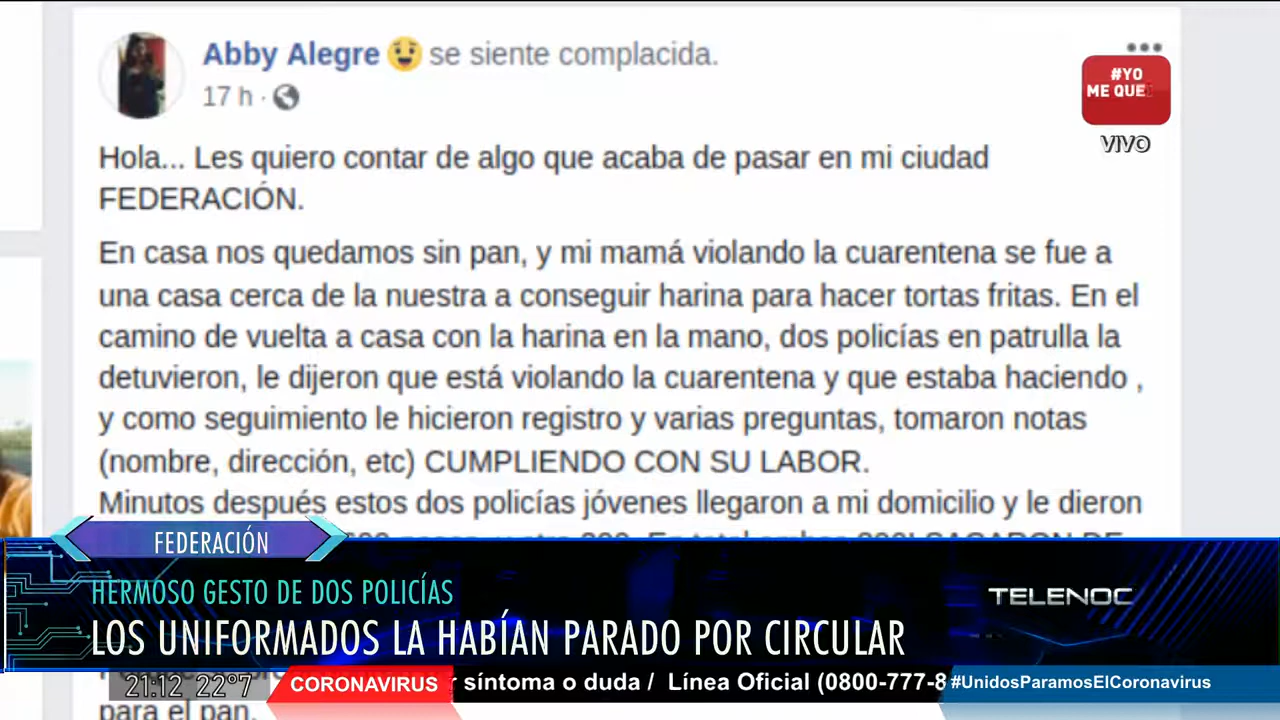 Abby Alegre se siente complacida.
17 h ·
#YO
ME QUE
VIVO
Hola... Les quiero contar de algo que acaba de pasar en mi ciudad
FEDERACIÓN.
En casa nos quedamos sin pan, y mi mamá violando la cuarentena se fue a
una casa cerca de la nuestra a conseguir harina para hacer tortas fritas. En el
camino de vuelta a casa con la harina en la mano, dos policías en patrulla la
detuvieron, le dijeron que está violando la cuarentena y que estaba haciendo ,
y como seguimiento le hicieron registro y varias preguntas, tomaron notas
(nombre, dirección, etc) CUMPLIENDO CON SU LABOR.
Minutos después estos dos policías jóvenes llegaron a mi domicilio y le dieron
FEDERACIÓN
HERMOSO GESTO DE DOS POLICÍAS
TELENOC
LOS UNIFORMADOS LA HABÍAN PARADO POR CIRCULAR
21:12 22°7 CORONAVIRUS r síntoma o duda / Línea Oficial (0800-777-8 #UnidosParamosElCoronavirus
para el pan.